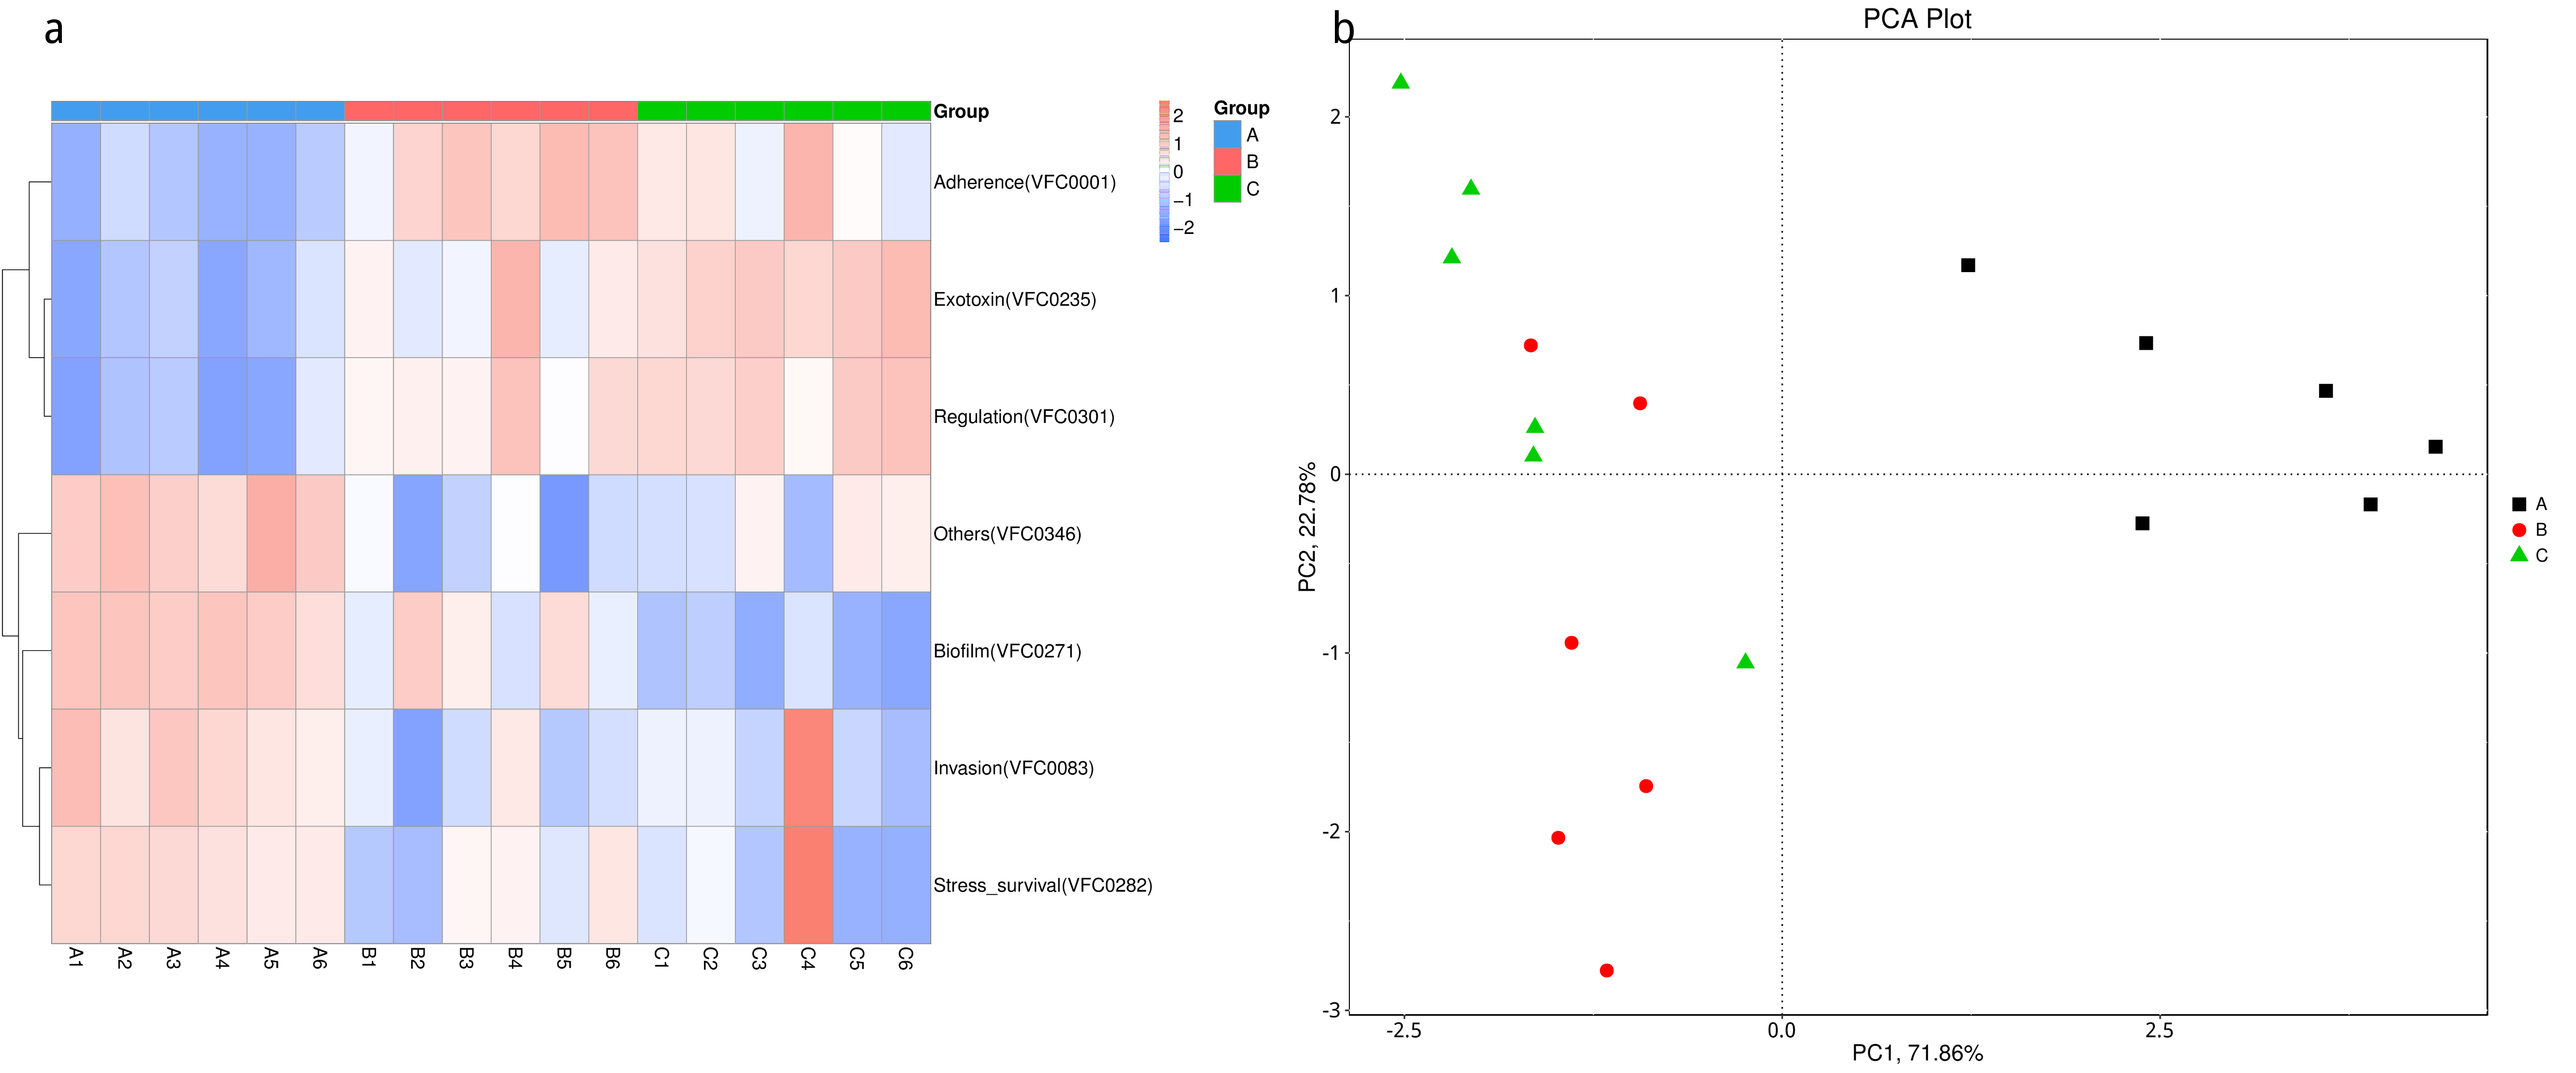 a
Group
Adherence(VFC0001)
Exotoxin(VFC0235)
Regulation(VFC0301)
Others(VFC0346)
Biofilm(VFC0271)
Invasion(VFC0083)
Stress_survival(VFC0282)
A1 A2 A3 A4 A5 A6 B1 B2 B3 B4 B5 B6 C1 C2 C3 C4 C5 C6
2
1
0
−1
−2
Group
A
B
C
b
PCA Plot
PC2, 22.78%
2
1
0
-1
-2
-3
-2.5 0.0 2.5
PC1, 71.86%
A
B
C